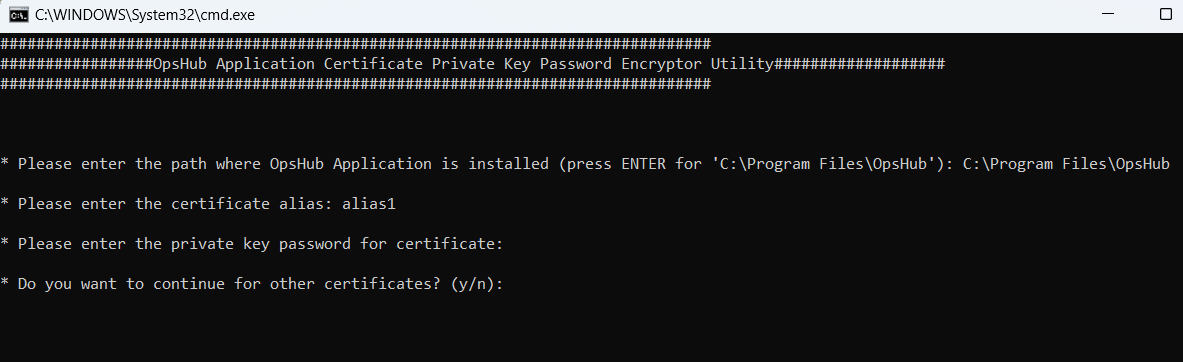 C:\WINDOWS\System32\cmd.exe
###############################################################################
#################OpsHub Application Certificate Private Key Password Encryptor Utility###################
###############################################################################
* Please enter the path where OpsHub Application is installed (press ENTER for 'C:\Program Files\OpsHub'): C:\Program Files\OpsHub
* Please enter the certificate alias: alias1
* Please enter the private key password for certificate:
* Do you want to continue for other certificates? (y/n):